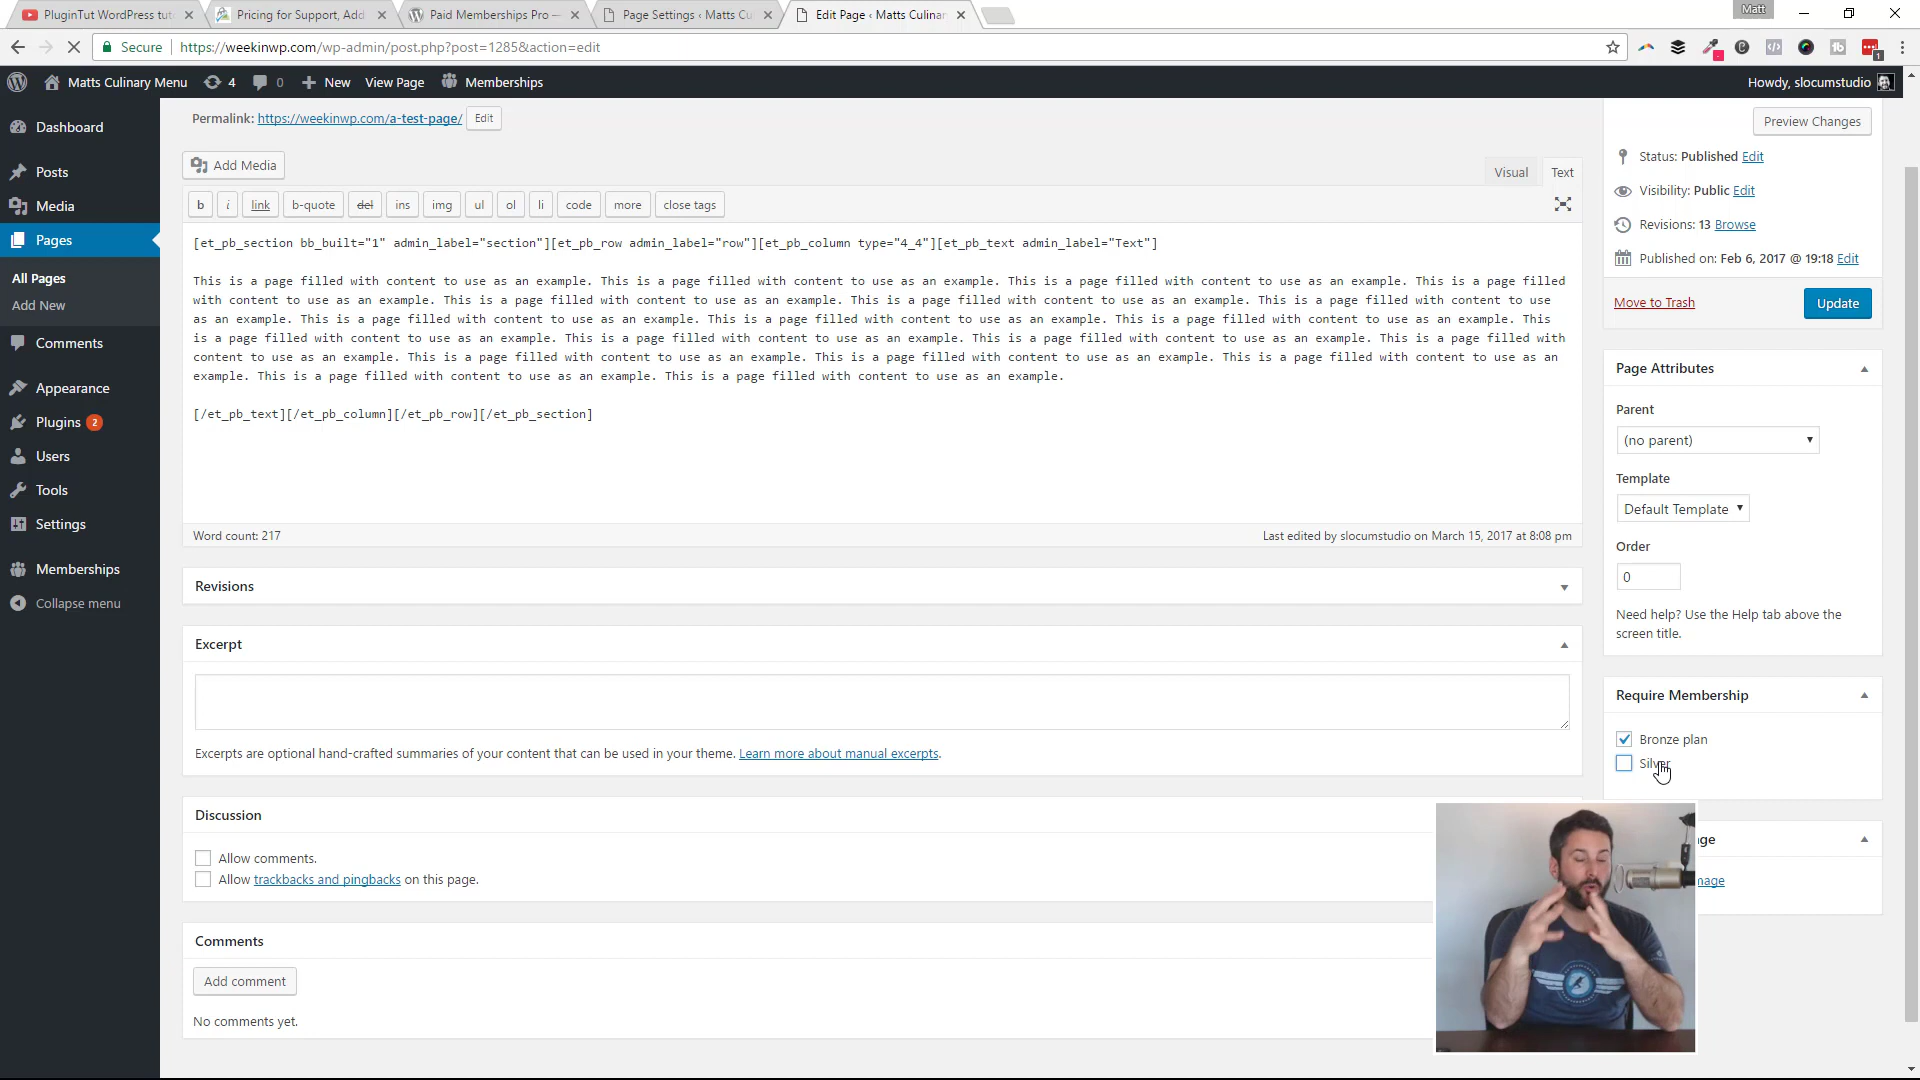 PluginTut WordPress tut
Pricing for Support, Add
Paid Memberships Pro —
Page Settings ‹ Matts Cu
Edit Page ‹ Matts Culinar
Matt
Secure
https://weekinwp.com/wp-admin/post.php?post=1285&action=edit
Matts Culinary Menu
4
0
New
View Page
Memberships
Howdy, slocumstudio
Dashboard
Posts
Media
Pages
All Pages
Add New
Comments
Appearance
Plugins 2
Users
Tools
Settings
Memberships
Collapse menu
Permalink: https://weekinwp.com/a-test-page/ Edit
Add Media
Visual
Text
b
i
link
b-quote
del
ins
img
ul
ol
li
code
more
close tags
[et_pb_section bb_built="1" admin_label="section"][et_pb_row admin_label="row"][et_pb_column type="4_4"][et_pb_text admin_label="Text"]
This is a page filled with content to use as an example. This is a page filled with content to use as an example. This is a page filled with content to use as an example. This is a page filled
with content to use as an example. This is a page filled with content to use as an example. This is a page filled with content to use as an example. This is a page filled with content to use
as an example. This is a page filled with content to use as an example. This is a page filled with content to use as an example. This is a page filled with content to use as an example. This
is a page filled with content to use as an example. This is a page filled with content to use as an example. This is a page filled with content to use as an example. This is a page filled with
content to use as an example. This is a page filled with content to use as an example. This is a page filled with content to use as an example. This is a page filled with content to use as an
example. This is a page filled with content to use as an example. This is a page filled with content to use as an example.
[/et_pb_text][/et_pb_column][/et_pb_row][/et_pb_section]
Word count: 217
Last edited by slocumstudio on March 15, 2017 at 8:08 pm
Revisions
Excerpt
Excerpts are optional hand-crafted summaries of your content that can be used in your theme. Learn more about manual excerpts.
Discussion
Allow comments.
Allow trackbacks and pingbacks on this page.
Comments
Add comment
No comments yet.
Preview Changes
Status: Published Edit
Visibility: Public Edit
Revisions: 13 Browse
Published on: Feb 6, 2017 @ 19:18 Edit
Move to Trash
Update
Page Attributes
Parent
(no parent)
Template
Default Template
Order
0
Need help? Use the Help tab above the
screen title.
Require Membership
Bronze plan
Silver
ge
mage